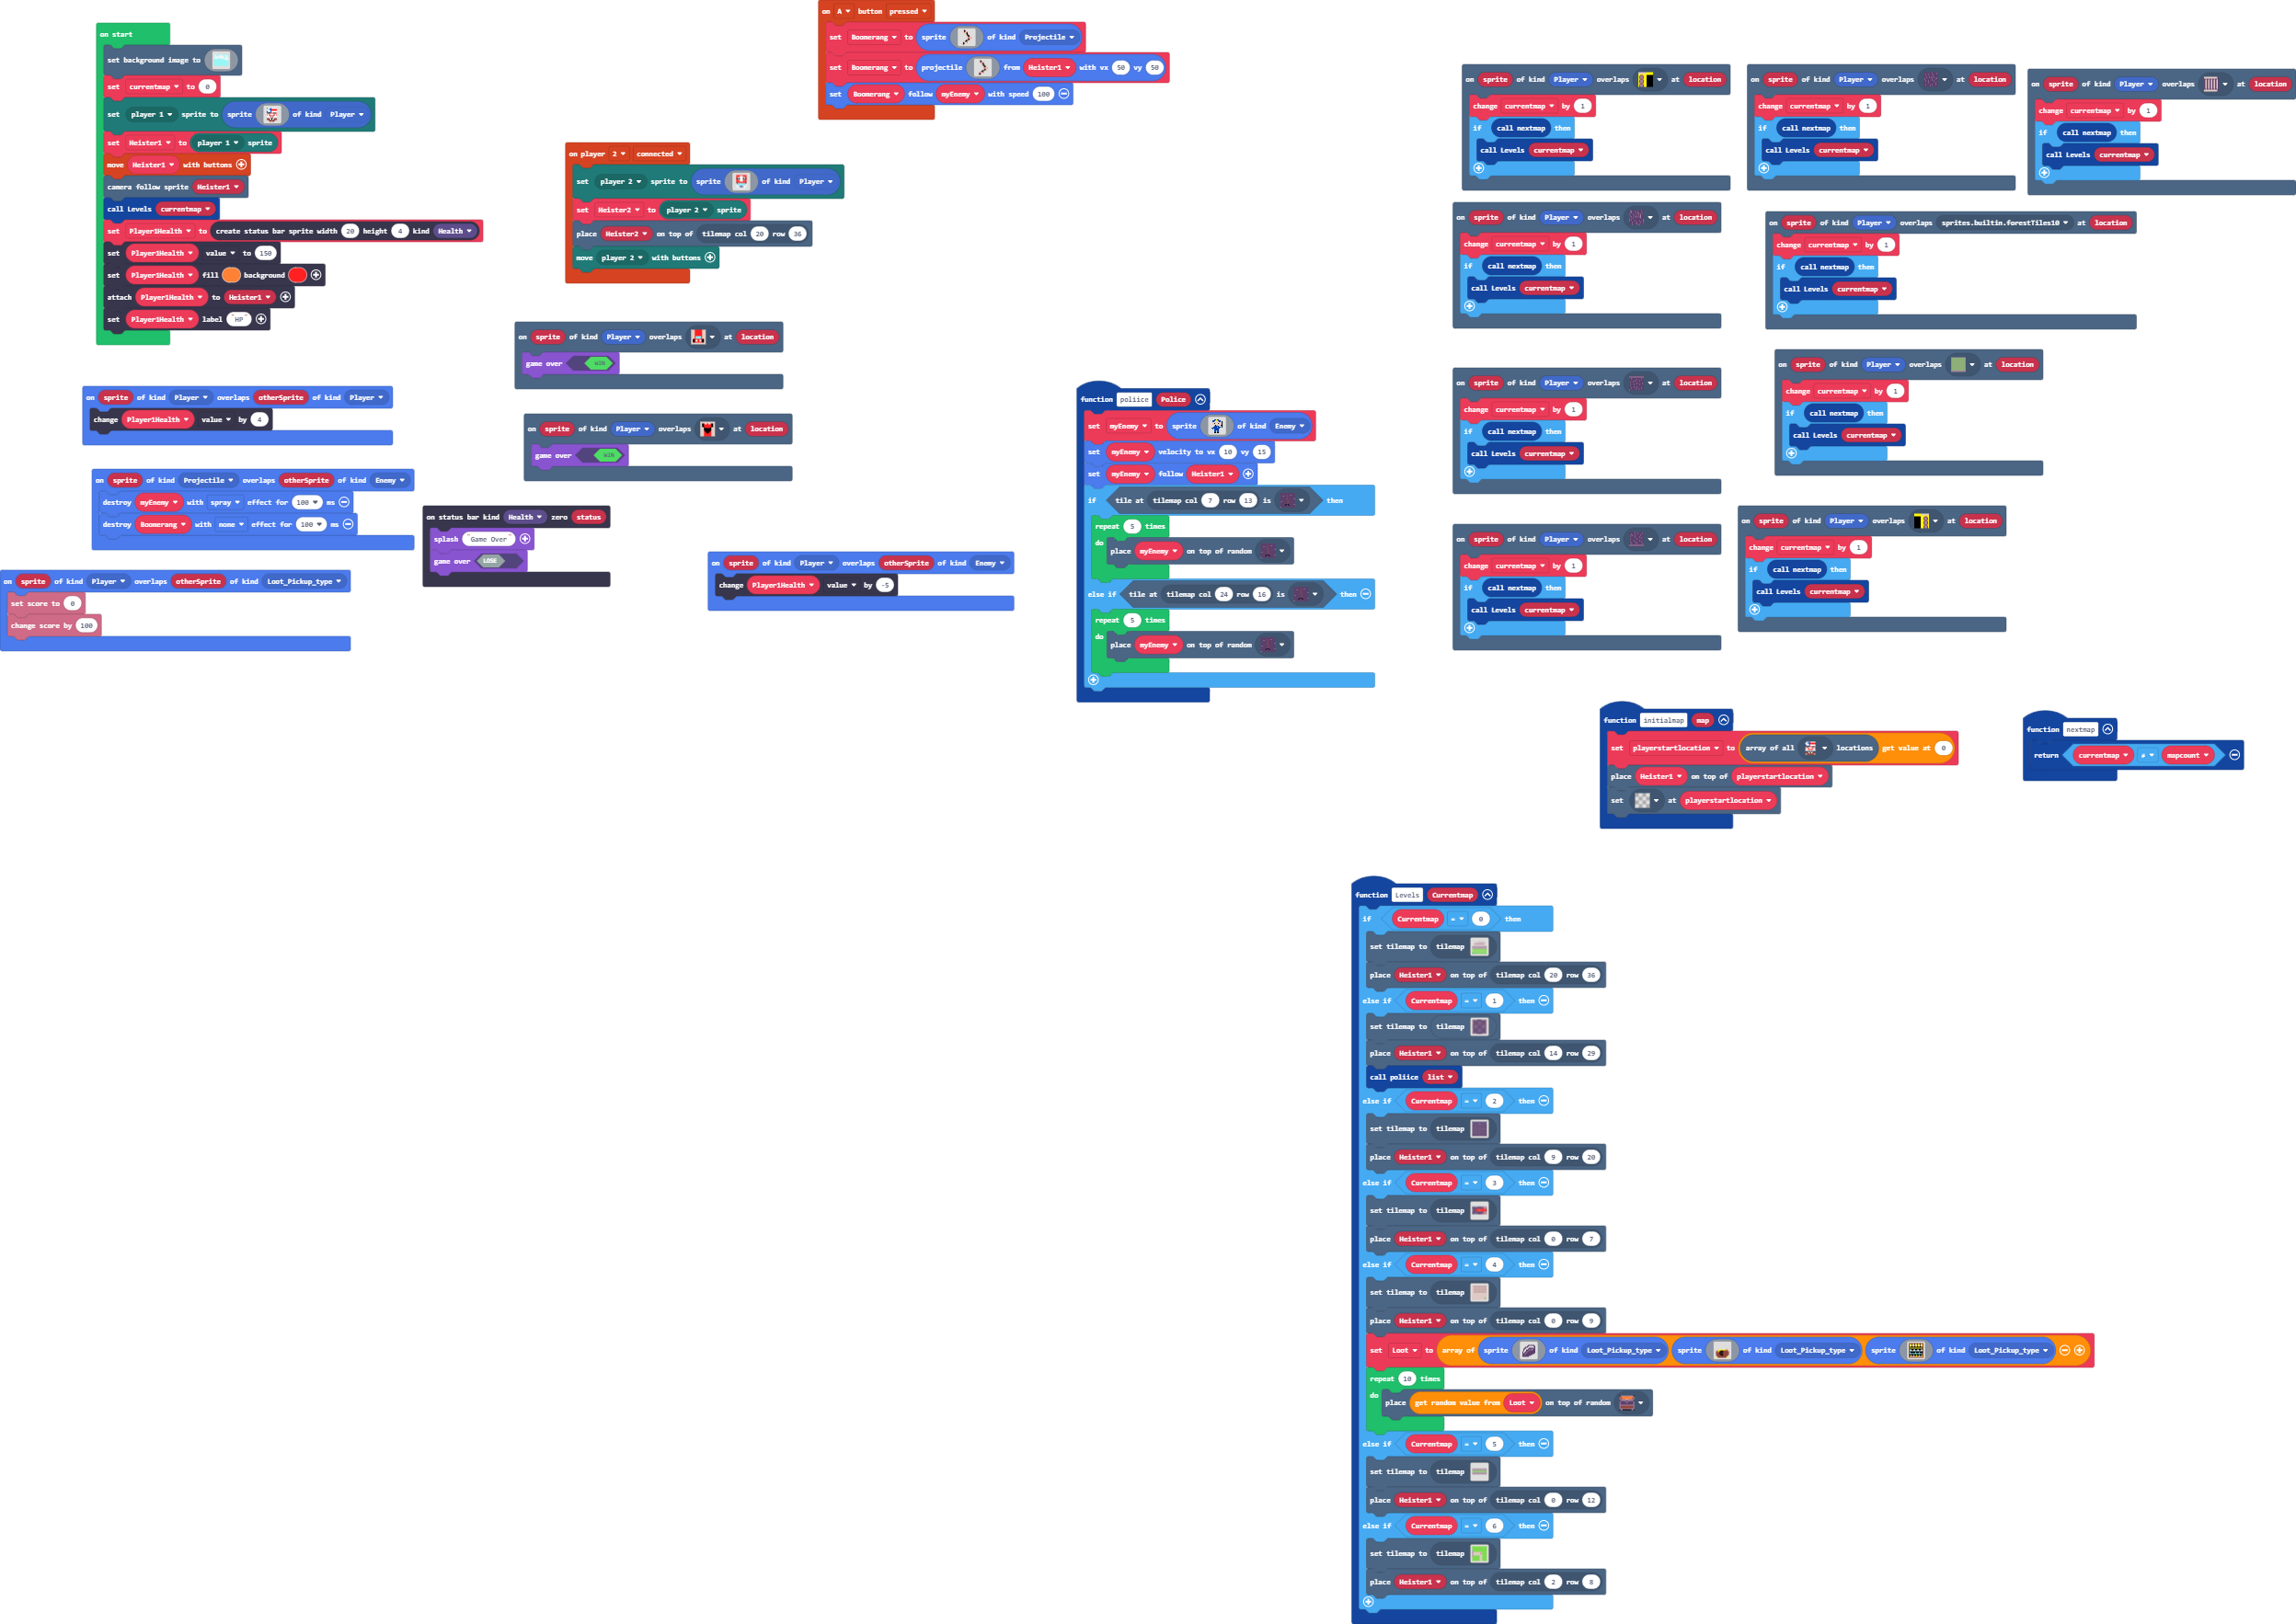 on start
set background image to
set currentmap to 0
set player 1 sprite to sprite of kind Player
set Heister1 to player 1 sprite
move Heister1 with buttons
camera follow sprite Heister1
call Levels currentmap
set Player1Health to create status bar sprite width 20 height 4 kind Health
set Player1Health value to 150
set Player1Health fill background
attach Player1Health to Heister1
set Player1Health label "HP"
on sprite of kind Player overlaps otherSprite of kind Player
change Player1Health value by 4
on sprite of kind Projectile overlaps otherSprite of kind Enemy
destroy myEnemy with spray effect for 100 ms
destroy Boomerang with none effect for 100 ms
on sprite of kind Player overlaps otherSprite of kind Loot_Pickup_type
set score to 0
change score by 100
on A button pressed
set Boomerang to sprite of kind Projectile
set Boomerang to projectile from Heister1 with vx 50 vy 50
set Boomerang follow myEnemy with speed 100
on player 2 connected
set player 2 sprite to sprite of kind Player
set Heister2 to player 2 sprite
place Heister2 on top of tilemap col 20 row 36
move player 2 with buttons
on sprite of kind Player overlaps at location
game over WIN
on sprite of kind Player overlaps at location
game over WIN
on status bar kind Health zero status
splash "Game Over"
game over LOSE
on sprite of kind Player overlaps otherSprite of kind Enemy
change Player1Health value by -5
function poliice Police
set myEnemy to sprite of kind Enemy
set myEnemy velocity to vx 10 vy 15
set myEnemy follow Heister1
if tile at tilemap col 7 row 13 is then
repeat 5 times
do place myEnemy on top of random
else if tile at tilemap col 24 row 16 is then
repeat 5 times
do place myEnemy on top of random
on sprite of kind Player overlaps at location
change currentmap by 1
if call nextmap then
call Levels currentmap
on sprite of kind Player overlaps at location
change currentmap by 1
if call nextmap then
call Levels currentmap
on sprite of kind Player overlaps at location
change currentmap by 1
if call nextmap then
call Levels currentmap
on sprite of kind Player overlaps at location
change currentmap by 1
if call nextmap then
call Levels currentmap
on sprite of kind Player overlaps sprites.builtin.forestTiles10 at location
change currentmap by 1
if call nextmap then
call Levels currentmap
on sprite of kind Player overlaps at location
change currentmap by 1
if call nextmap then
call Levels currentmap
on sprite of kind Player overlaps at location
change currentmap by 1
if call nextmap then
call Levels currentmap
on sprite of kind Player overlaps at location
change currentmap by 1
if call nextmap then
call Levels currentmap
on sprite of kind Player overlaps at location
change currentmap by 1
if call nextmap then
call Levels currentmap
function initialmap map
set playerstartlocation to array of all locations get value at 0
place Heister1 on top of playerstartlocation
set at playerstartlocation
function nextmap
return currentmap ≠ mapcount
function Levels Currentmap
if Currentmap = 0 then
set tilemap to tilemap
place Heister1 on top of tilemap col 20 row 36
else if Currentmap = 1 then
set tilemap to tilemap
place Heister1 on top of tilemap col 14 row 29
call poliice list
else if Currentmap = 2 then
set tilemap to tilemap
place Heister1 on top of tilemap col 9 row 20
else if Currentmap = 3 then
set tilemap to tilemap
place Heister1 on top of tilemap col 0 row 7
else if Currentmap = 4 then
set tilemap to tilemap
place Heister1 on top of tilemap col 0 row 9
set Loot to array of sprite of kind Loot_Pickup_type sprite of kind Loot_Pickup_type sprite of kind Loot_Pickup_type
repeat 10 times
do place get random value from Loot on top of random
else if Currentmap = 5 then
set tilemap to tilemap
place Heister1 on top of tilemap col 0 row 12
else if Currentmap = 6 then
set tilemap to tilemap
place Heister1 on top of tilemap col 2 row 8